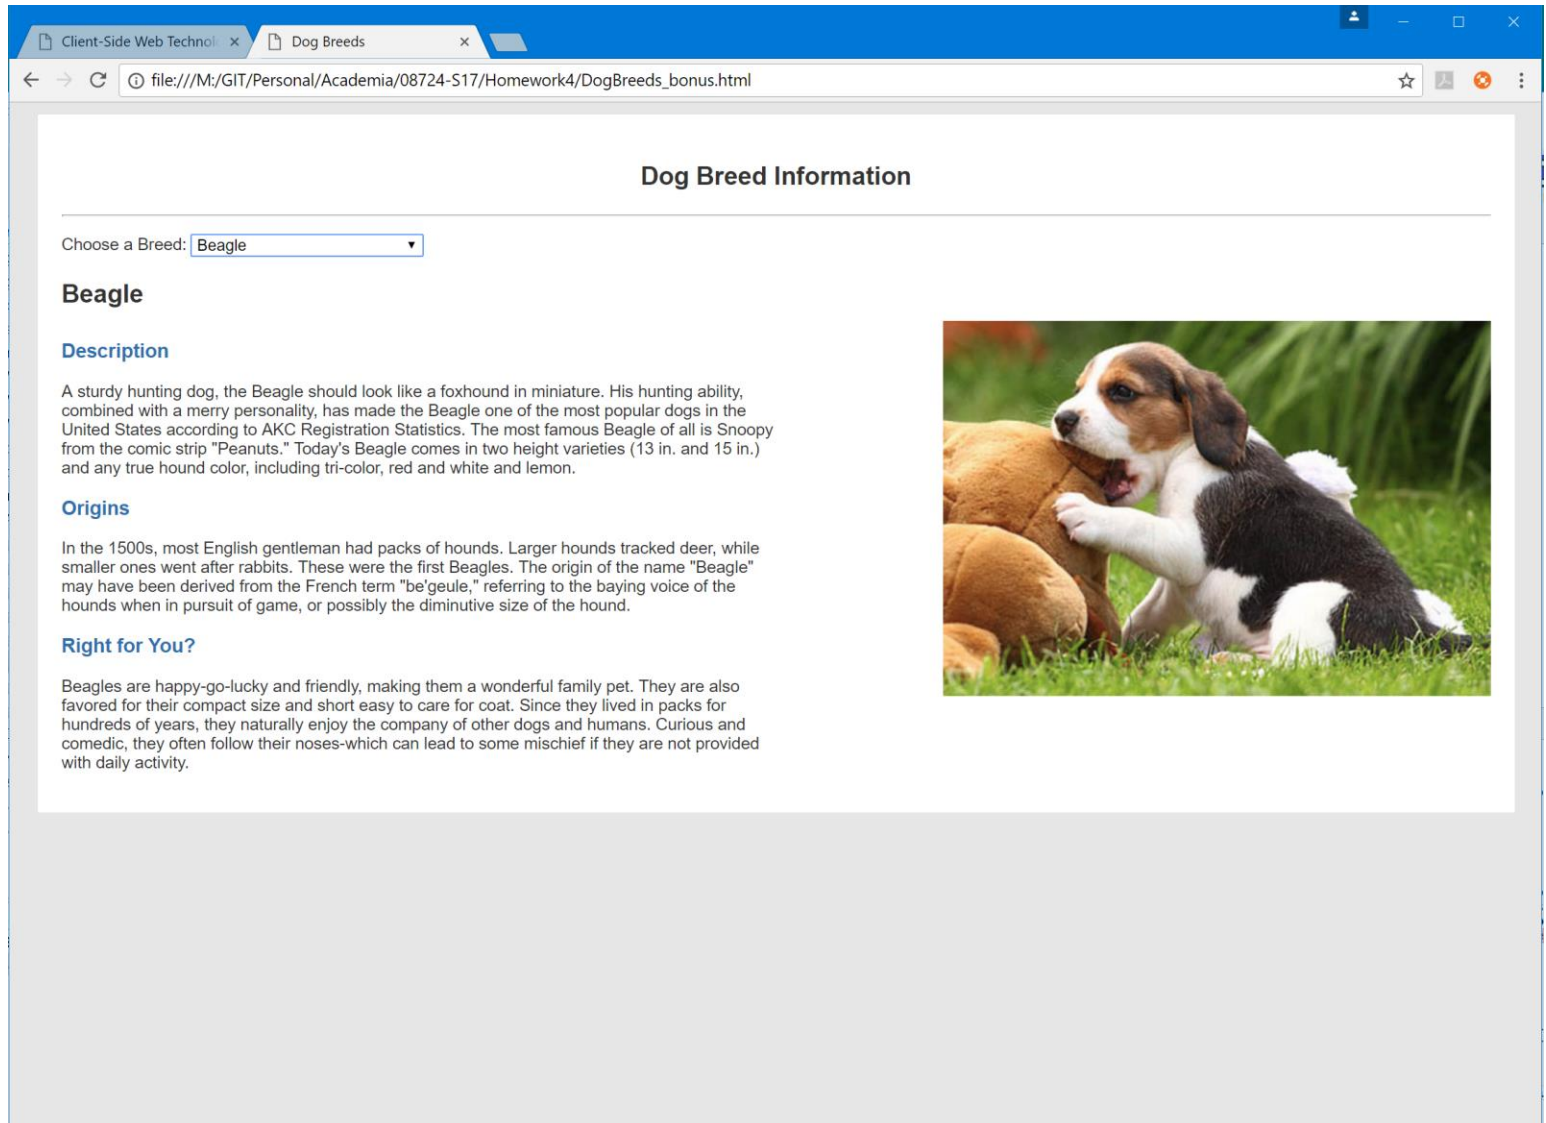 Client-Side Web Technol
Dog Breeds
file:///M:/GIT/Personal/Academia/08724-S17/Homework4/DogBreeds_bonus.html
Dog Breed Information
Choose a Breed: Beagle
Beagle
Description
A sturdy hunting dog, the Beagle should look like a foxhound in miniature. His hunting ability,
combined with a merry personality, has made the Beagle one of the most popular dogs in the
United States according to AKC Registration Statistics. The most famous Beagle of all is Snoopy
from the comic strip "Peanuts." Today's Beagle comes in two height varieties (13 in. and 15 in.)
and any true hound color, including tri-color, red and white and lemon.
Origins
In the 1500s, most English gentleman had packs of hounds. Larger hounds tracked deer, while
smaller ones went after rabbits. These were the first Beagles. The origin of the name "Beagle"
may have been derived from the French term "be'geule," referring to the baying voice of the
hounds when in pursuit of game, or possibly the diminutive size of the hound.
Right for You?
Beagles are happy-go-lucky and friendly, making them a wonderful family pet. They are also
favored for their compact size and short easy to care for coat. Since they lived in packs for
hundreds of years, they naturally enjoy the company of other dogs and humans. Curious and
comedic, they often follow their noses-which can lead to some mischief if they are not provided
with daily activity.